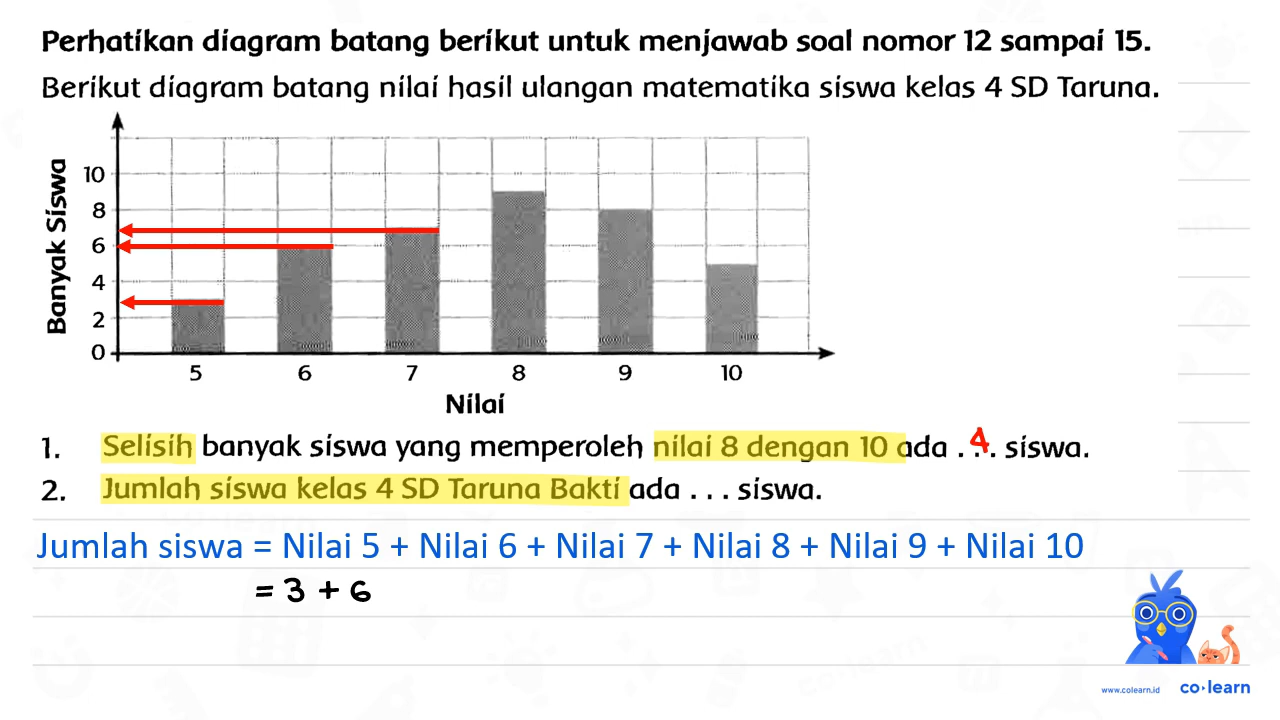 Perhatikan diagram batang berikut untuk menjawab soal nomor 12 sampai 15.
Berikut diagram batang nilai hasil ulangan matematika siswa kelas 4 SD Taruna.
Banyak Siswa
10
8
6
4
2
0
5 6 7 8 9 10
Nilai
1. Selisih banyak siswa yang memperoleh nilai 8 dengan 10 ada . 4 . . siswa.
2. Jumlah siswa kelas 4 SD Taruna Bakti ada . . . siswa.
Jumlah siswa = Nilai 5 + Nilai 6 + Nilai 7 + Nilai 8 + Nilai 9 + Nilai 10
= 3 + 6
www.colearn.id co·learn